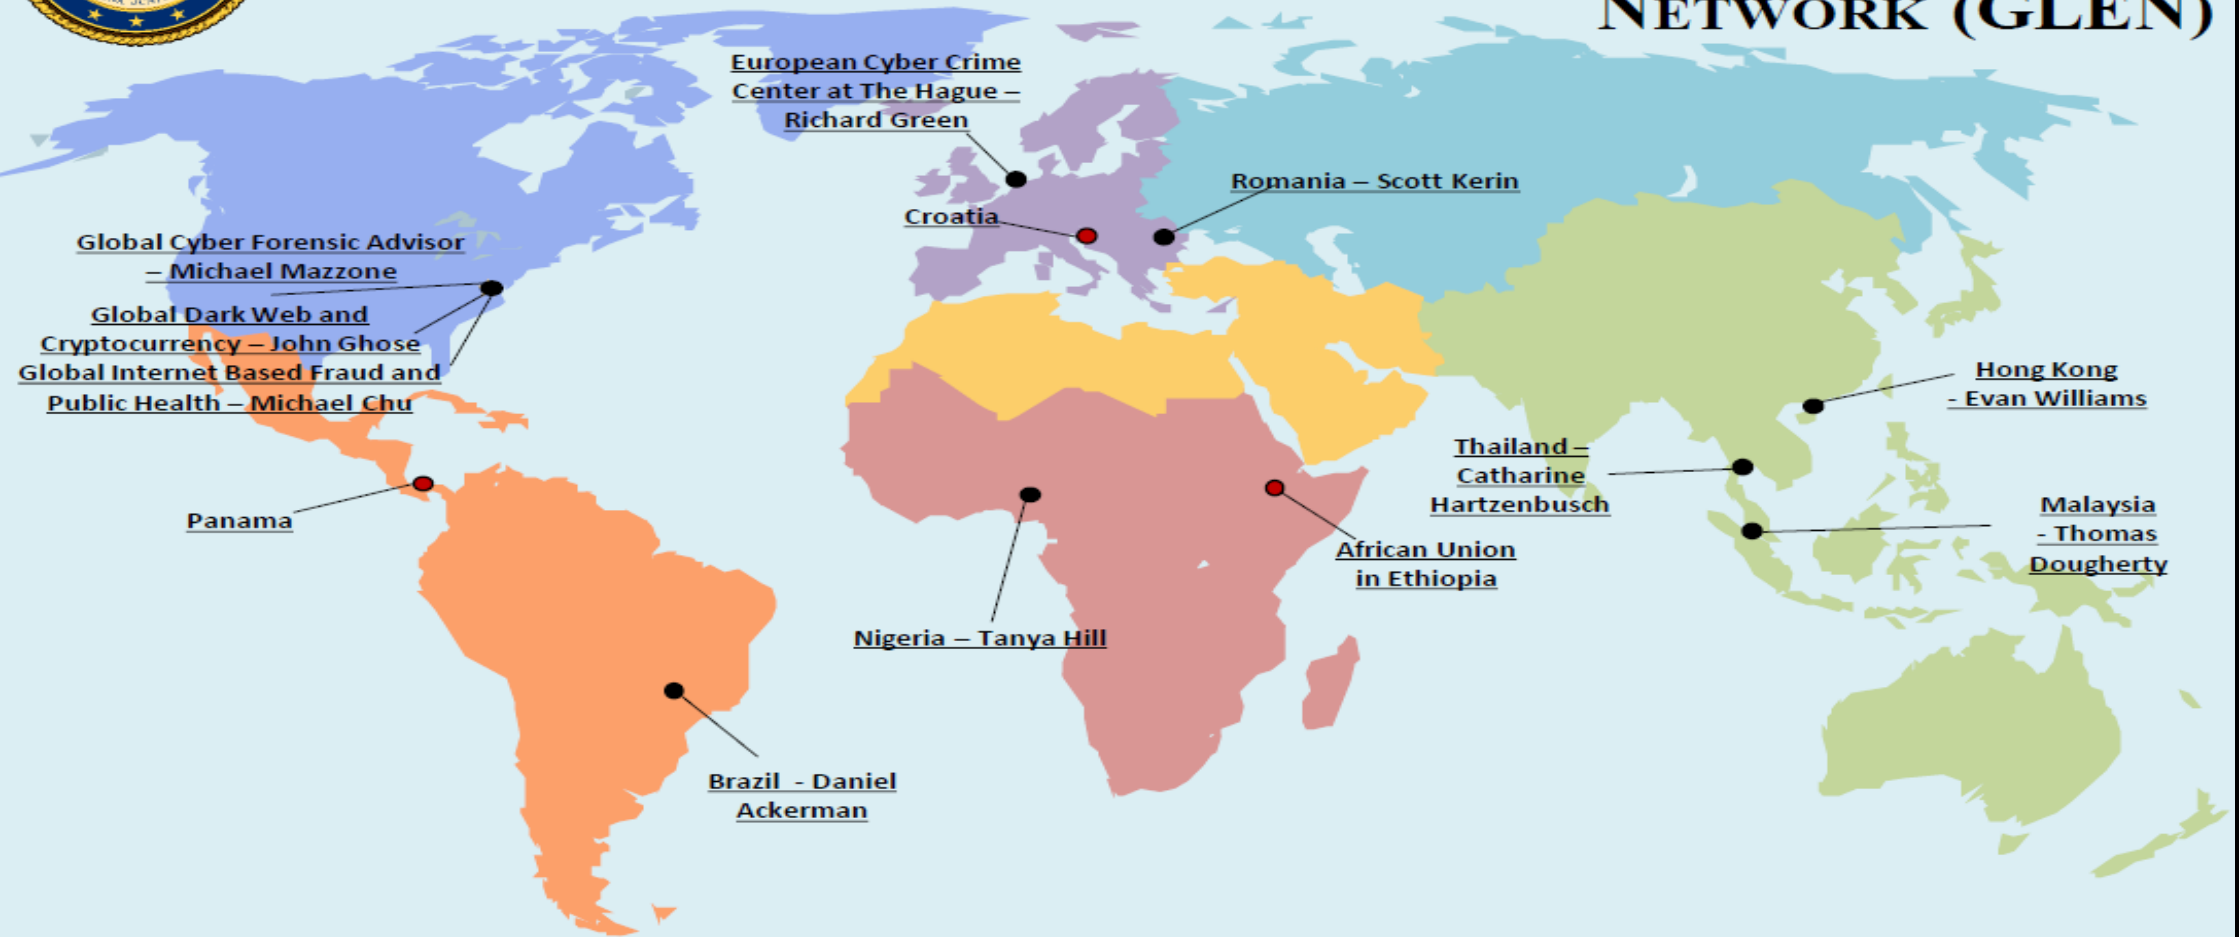 NETWORK (GLEN)
European Cyber Crime
Center at The Hague –
Richard Green
Romania – Scott Kerin
Croatia
Global Cyber Forensic Advisor
– Michael Mazzone
Global Dark Web and
Cryptocurrency – John Ghose
Global Internet Based Fraud and
Public Health – Michael Chu
Hong Kong
- Evan Williams
Thailand –
Catharine
Hartzenbusch
Malaysia
- Thomas
Dougherty
Panama
African Union
in Ethiopia
Nigeria – Tanya Hill
Brazil - Daniel
Ackerman